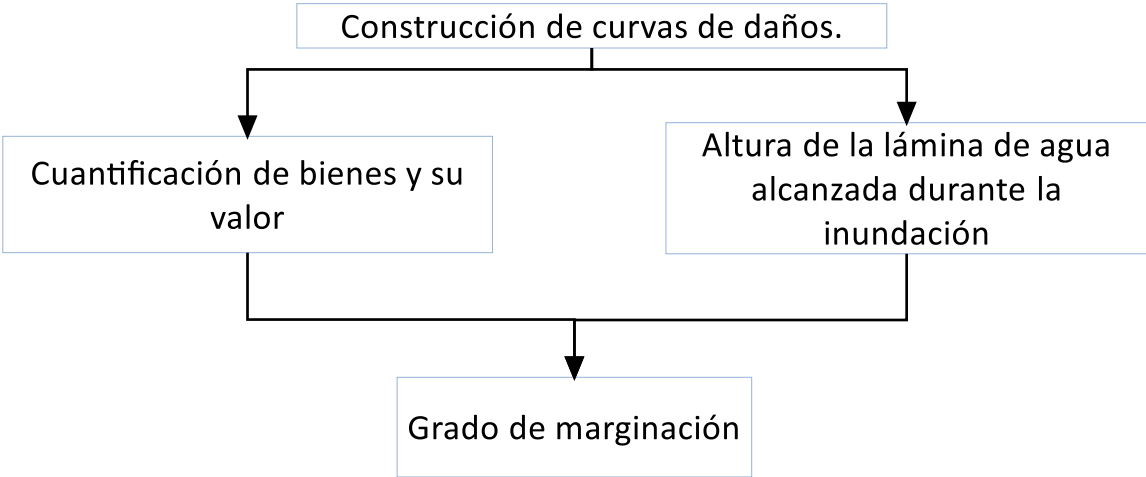 Construcción de curvas de daños.
Cuantificación de bienes y su
valor
Altura de la lámina de agua
alcanzada durante la
inundación
Grado de marginación